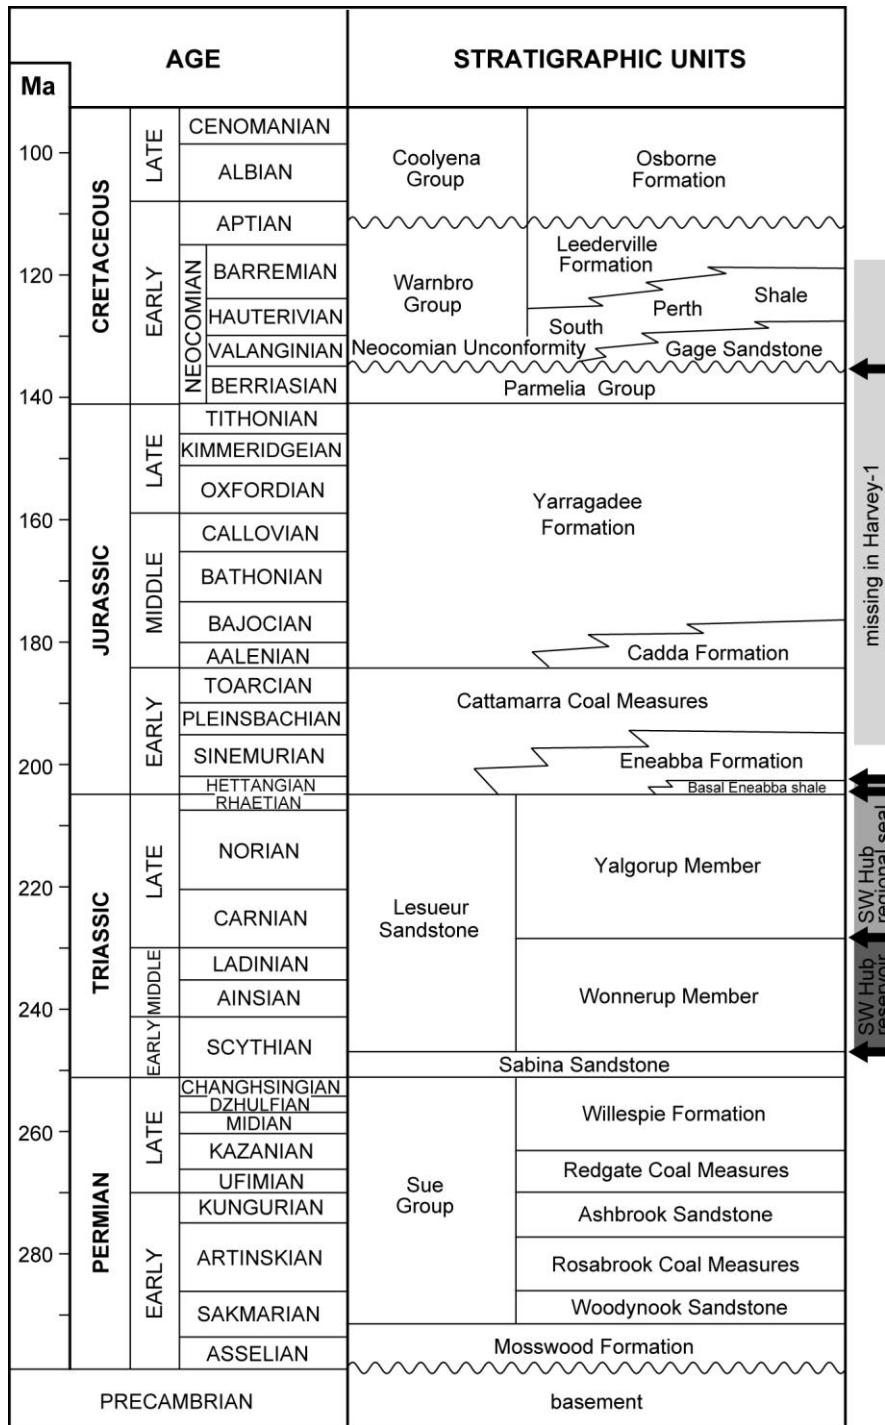 AGE
STRATIGRAPHIC UNITS
Ma
100
120
140
160
180
200
220
240
260
280
CRETACEOUS
LATE
CENOMANIAN
ALBIAN
EARLY
APTIAN
NEOCOMIAN
BARREMIAN
HAUTERIVIAN
VALANGINIAN
BERRIASIAN
JURASSIC
LATE
TITHONIAN
KIMMERIDGEIAN
OXFORDIAN
MIDDLE
CALLOVIAN
BATHONIAN
BAJOCIAN
AALENIAN
EARLY
TOARCIAN
PLEINSBACHIAN
SINEMURIAN
HETTANGIAN
TRIASSIC
LATE
RHAETIAN
NORIAN
CARNIAN
MIDDLE
LADINIAN
AINSIAN
EARLY
SCYTHIAN
PERMIAN
LATE
CHANGHSINGIAN
DZHULFIAN
MIDIAN
KAZANIAN
UFIMIAN
EARLY
KUNGURIAN
ARTINSKIAN
SAKMARIAN
ASSELIAN
PRECAMBRIAN
Coolyena
Group
Osborne
Formation
Warnbro
Group
Leederville
Formation
South Perth Shale
Neocomian Unconformity
Gage Sandstone
Parmelia Group
Yarragadee
Formation
Cadda Formation
Cattamarra Coal Measures
Eneabba Formation
Basal Eneabba shale
Lesueur
Sandstone
Yalgorup Member
Wonnerup Member
Sabina Sandstone
Sue
Group
Willespie Formation
Redgate Coal Measures
Ashbrook Sandstone
Rosabrook Coal Measures
Woodynook Sandstone
Mosswood Formation
basement
missing in Harvey-1
SW Hub
regional seal
SW Hub
reservoir